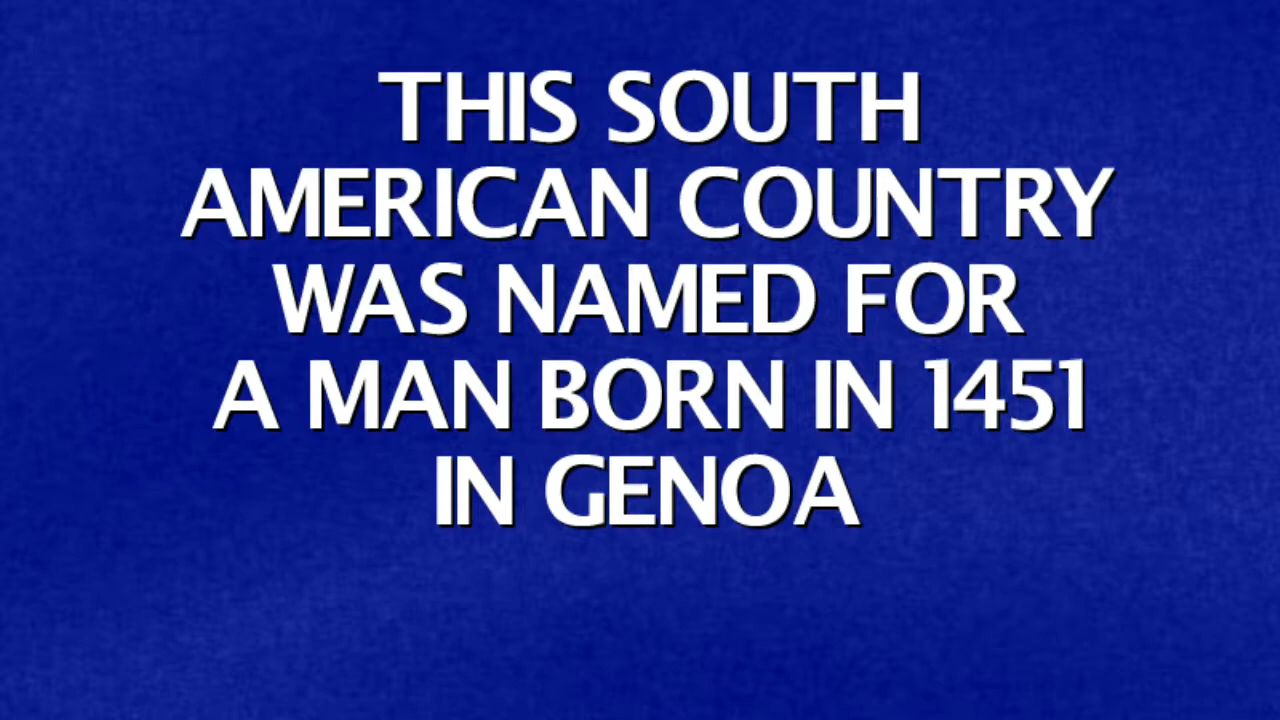 THIS SOUTH
AMERICAN COUNTRY
WAS NAMED FOR
A MAN BORN IN 1451
IN GENOA